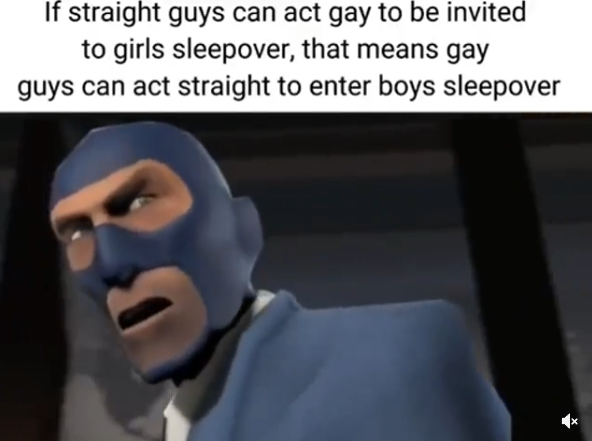 If straight guys can act gay to be invited
to girls sleepover, that means gay
guys can act straight to enter boys sleepover